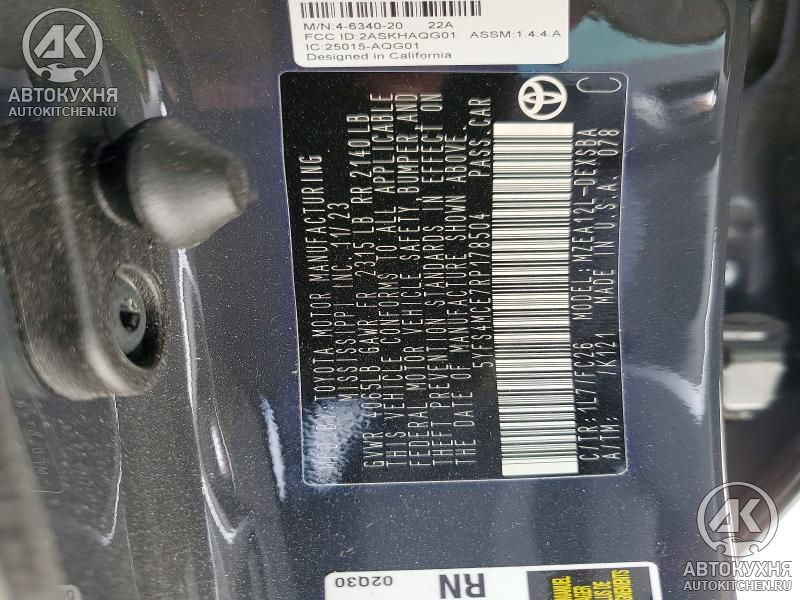 M/N:4-6340-20 22A
FCC ID:2ASKHAQG01 ASSM:1.4.4.A
IC:25015-AQG01
Designed in California
АВТОКУХНЯ
AUTOKITCHEN.RU
MFD.BY: TOYOTA MOTOR MANUFACTURING
MISSISSIPPI INC 11/23
GVWR 4065LB GAWR FR 2315 LB RR 2140LB
THIS VEHICLE CONFORMS TO ALL APPLICABLE
FEDERAL MOTOR VEHICLE SAFETY, BUMPER AND
THEFT PREVENTION STANDARDS IN EFFECT ON
THE DATE OF MANUFACTURE SHOWN ABOVE.
5YFS4MCE7RP178504 PASS.CAR
C/TR:1L7/FC26 MODEL:MZEA12L-DEXSBA
A/TM: /K121 MADE IN U.S.A. 078
C
RN
02Q30
АВТОКУХНЯ
AUTOKITCHEN.RU